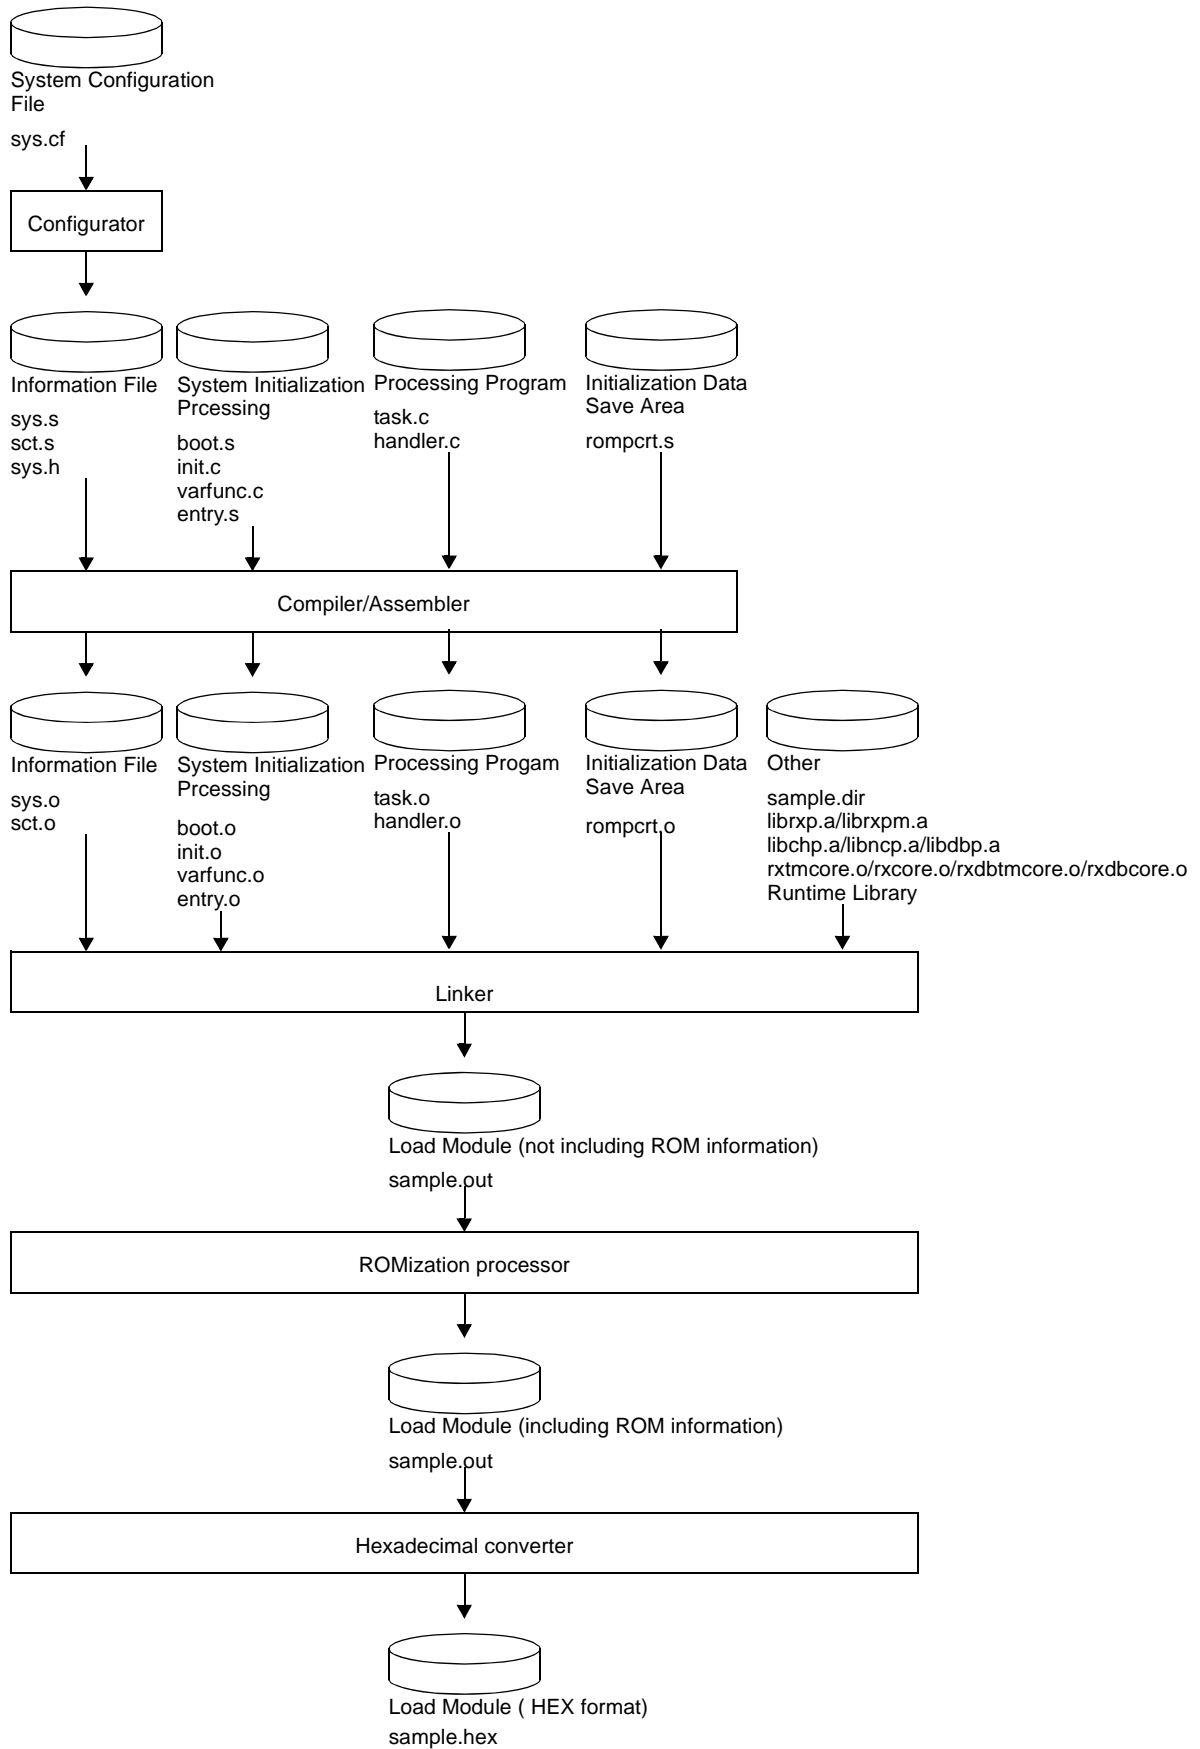 System Configuration
File
sys.cf
Configurator
Information File
sys.s
sct.s
sys.h
System Initialization
Prcessing
boot.s
init.c
varfunc.c
entry.s
Processing Program
task.c
handler.c
Initialization Data
Save Area
rompcrt.s
Compiler/Assembler
Information File
sys.o
sct.o
System Initialization
Prcessing
boot.o
init.o
varfunc.o
entry.o
Processing Progam
task.o
handler.o
Initialization Data
Save Area
rompcrt.o
Other
sample.dir
librxp.a/librxpm.a
libchp.a/libncp.a/libdbp.a
rxtmcore.o/rxcore.o/rxdbtmcore.o/rxdbcore.o
Runtime Library
Linker
Load Module (not including ROM information)
sample.out
ROMization processor
Load Module (including ROM information)
sample.out
Hexadecimal converter
Load Module ( HEX format)
sample.hex